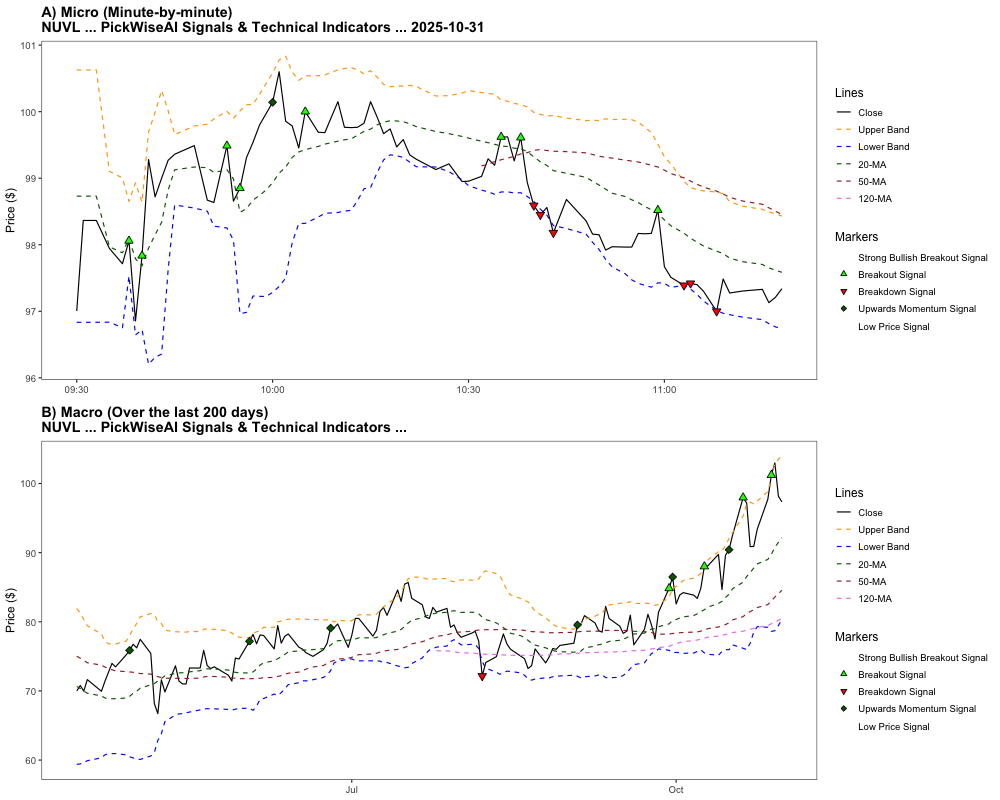 A) Micro (Minute-by-minute)
NUVL ... PickWiseAI Signals & Technical Indicators ... 2025-10-31
Price ($)
101
100
99
98
97
96
09:30
10:00
10:30
11:00
Lines
Close
Upper Band
Lower Band
20-MA
50-MA
120-MA
Markers
Strong Bullish Breakout Signal
Breakout Signal
Breakdown Signal
Upwards Momentum Signal
Low Price Signal
B) Macro (Over the last 200 days)
NUVL ... PickWiseAI Signals & Technical Indicators ...
Price ($)
100
90
80
70
60
Jul
Oct
Lines
Close
Upper Band
Lower Band
20-MA
50-MA
120-MA
Markers
Strong Bullish Breakout Signal
Breakout Signal
Breakdown Signal
Upwards Momentum Signal
Low Price Signal